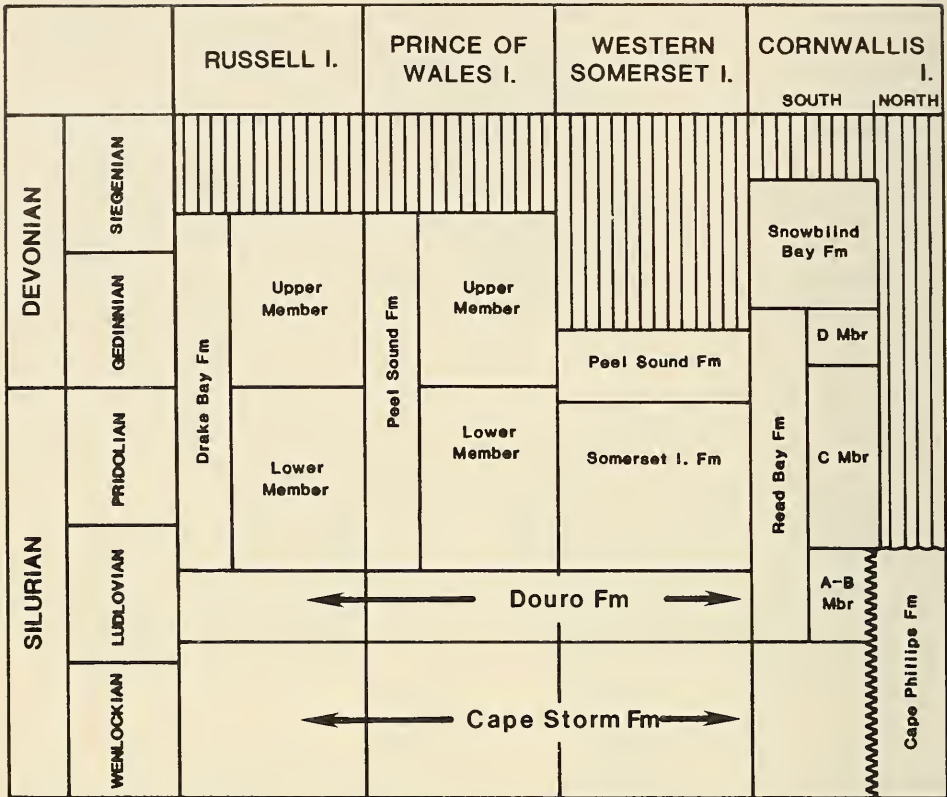 RUSSELL I.
PRINCE OF
WALES I.
WESTERN
SOMERSET I.
CORNWALLIS
I.
SOUTH
NORTH
DEVONIAN
SIEGENIAN
GEDINNIAN
SILURIAN
PRIDOLIAN
LUDLOVIAN
WENLOCKIAN
Drake Bay Fm
Upper
Member
Lower
Member
Peel Sound Fm
Upper
Member
Lower
Member
Peel Sound Fm
Somerset I. Fm
Snowblind
Bay Fm
Read Bay Fm
D Mbr
C Mbr
A-B
Mbr
Cape Phillips Fm
Douro Fm
Cape Storm Fm